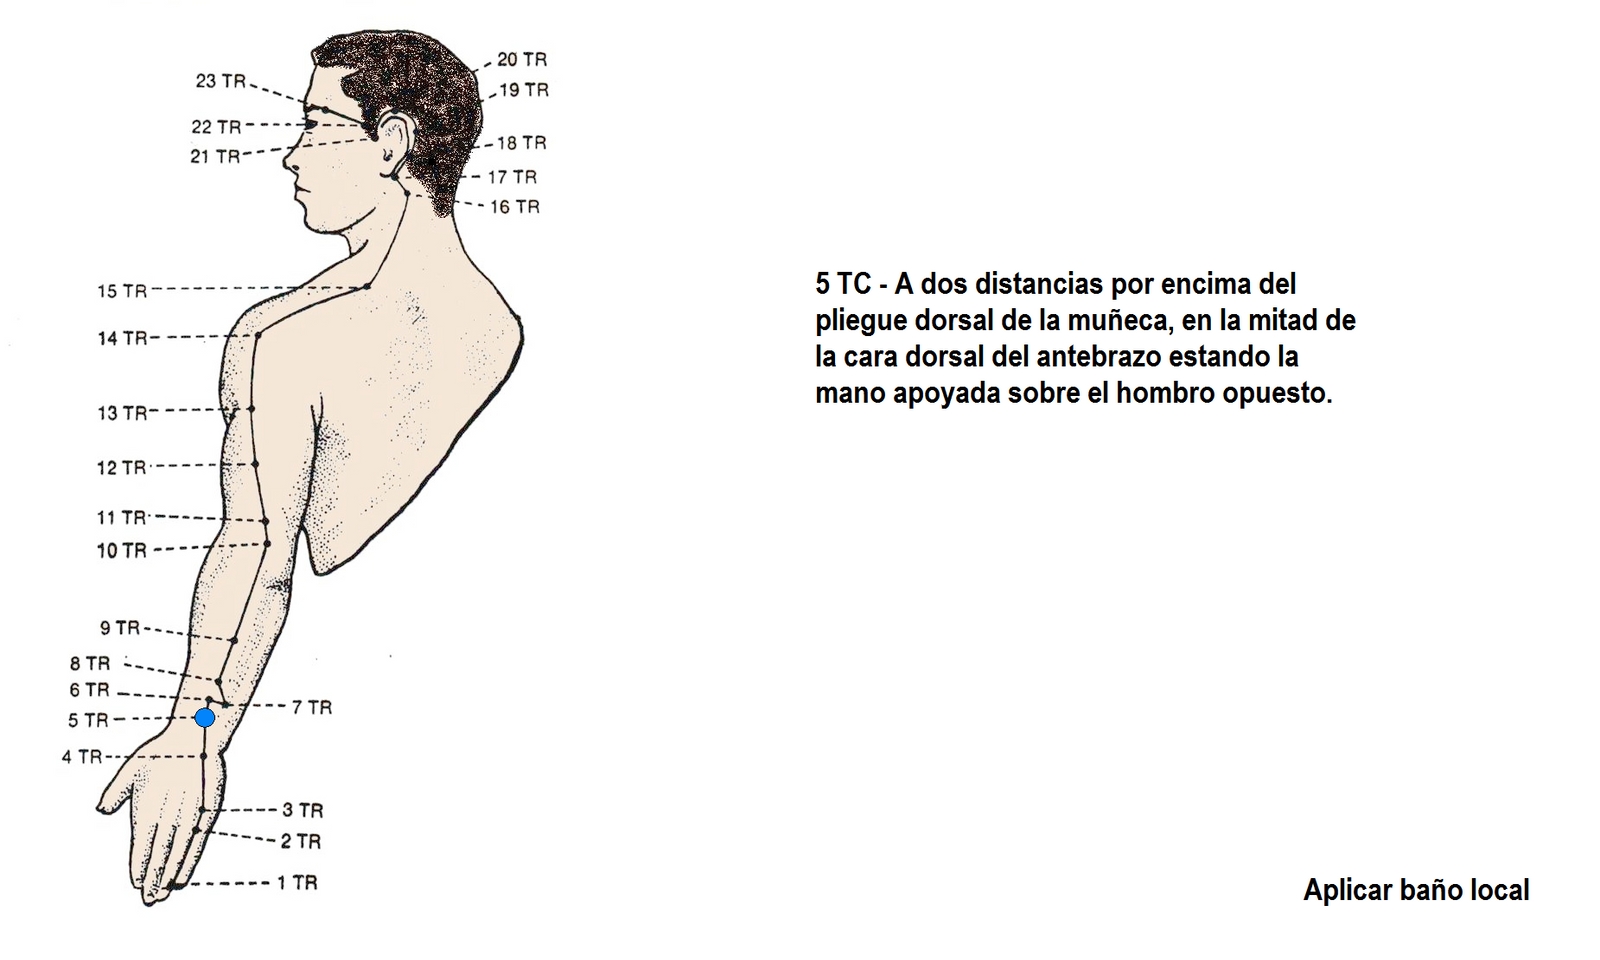 20 TR
23 TR
19 TR
22 TR
18 TR
21 TR
17 TR
16 TR
15 TR
14 TR
13 TR
12 TR
11 TR
10 TR
9 TR
8 TR
6 TR
7 TR
5 TR
4 TR
3 TR
2 TR
1 TR
5 TC - A dos distancias por encima del
pliegue dorsal de la muñeca, en la mitad de
la cara dorsal del antebrazo estando la
mano apoyada sobre el hombro opuesto.
Aplicar baño local